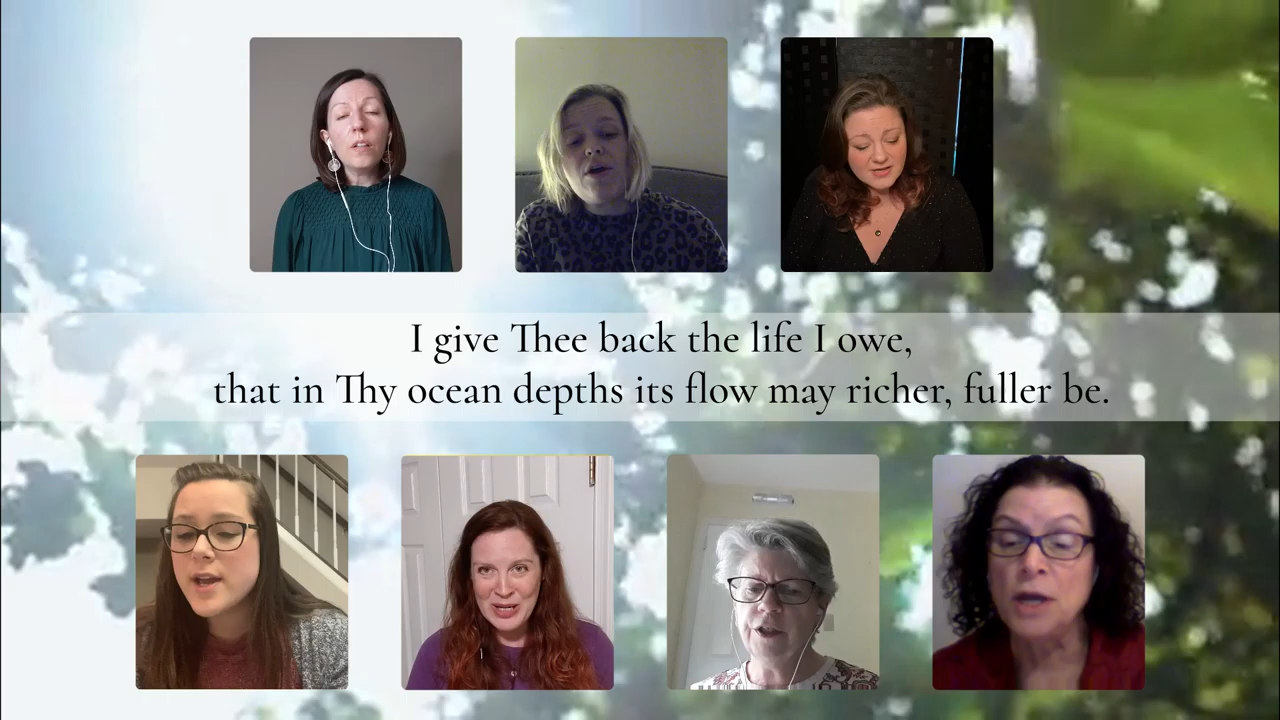 I give Thee back the life I owe,
that in Thy ocean depths its flow may richer, fuller be.